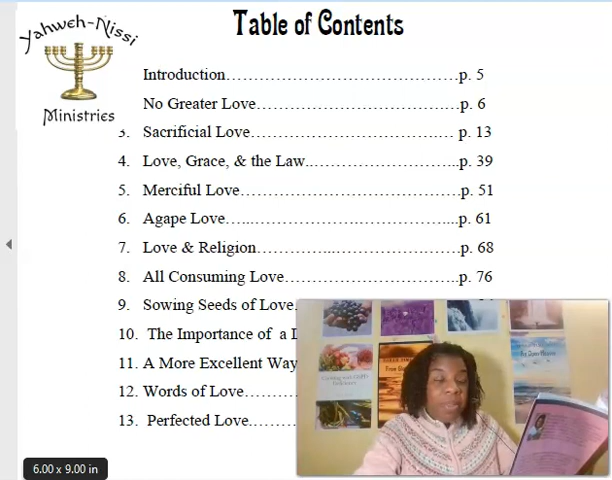 Table of Contents
Yahweh-Nissi
Ministries
Introduction……………………………………p. 5
No Greater Love………………………………p. 6
3. Sacrificial Love……………………………… p. 13
4. Love, Grace, & the Law..……………………..p. 39
5. Merciful Love…………………………………p. 51
6. Agape Love…...……………….……………...p. 61
7. Love & Religion…………...…………………p. 68
8. All Consuming Love…………………………p. 76
9. Sowing Seeds of Love
10. The Importance of a
11. A More Excellent Way
12. Words of Love………
13. Perfected Love.……..
6.00 x 9.00 in